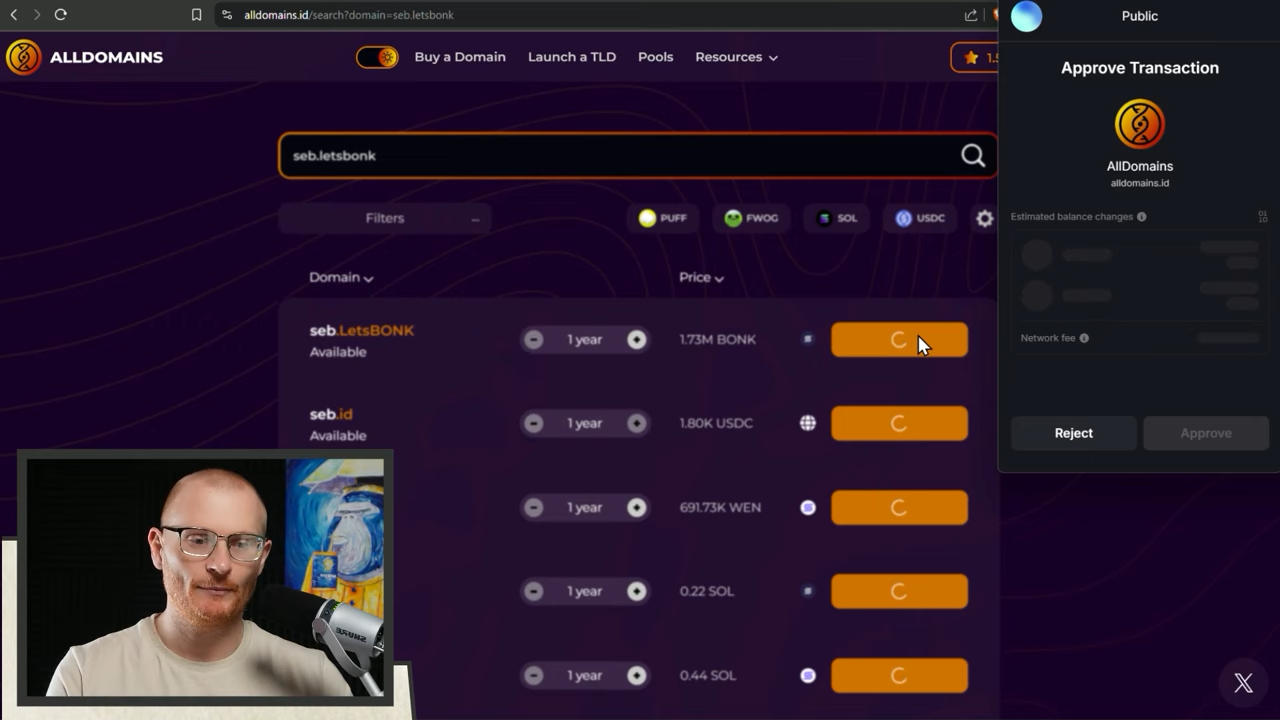 alldomains.id/search?domain=seb.letsbonk
ALLDOMAINS
Buy a Domain
Launch a TLD
Pools
Resources
1.5
seb.letsbonk
Filters
PUFF
FWOG
SOL
USDC
Domain
Price
seb.LetsBONK
Available
1 year
1.73M BONK
seb.id
Available
1 year
1.80K USDC
1 year
691.73K WEN
1 year
0.22 SOL
1 year
0.44 SOL
Public
Approve Transaction
AllDomains
alldomains.id
Estimated balance changes
Network fee
Reject
Approve
SHURE
X